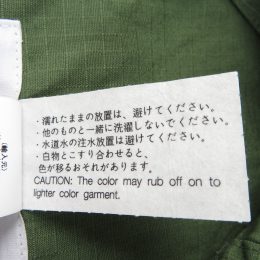 ・濡れたままの放置は、避けてください。
・他のものと一緒に洗濯しないでください。
・水道水の注水放置は、避けてください。
・白物とこすり合わせると、
色が移るおそれがあります。
CAUTION: The color may rub off on to
lighter color garment.